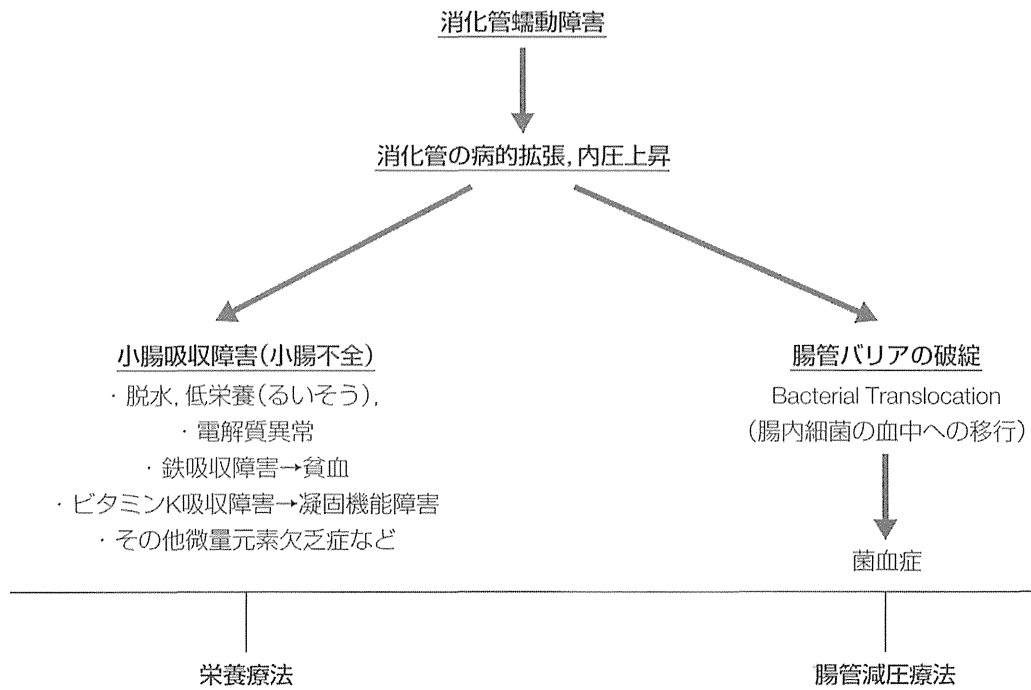 消化管蠕動障害
消化管の病的拡張，内圧上昇
小腸吸収障害（小腸不全）
・脱水，低栄養（るいそう），
・電解質異常
・鉄吸収障害→貧血
・ビタミンK吸収障害→凝固機能障害
・その他微量元素欠乏症など
腸管バリアの破綻
Bacterial Translocation
（腸内細菌の血中への移行）
菌血症
栄養療法
腸管減圧療法